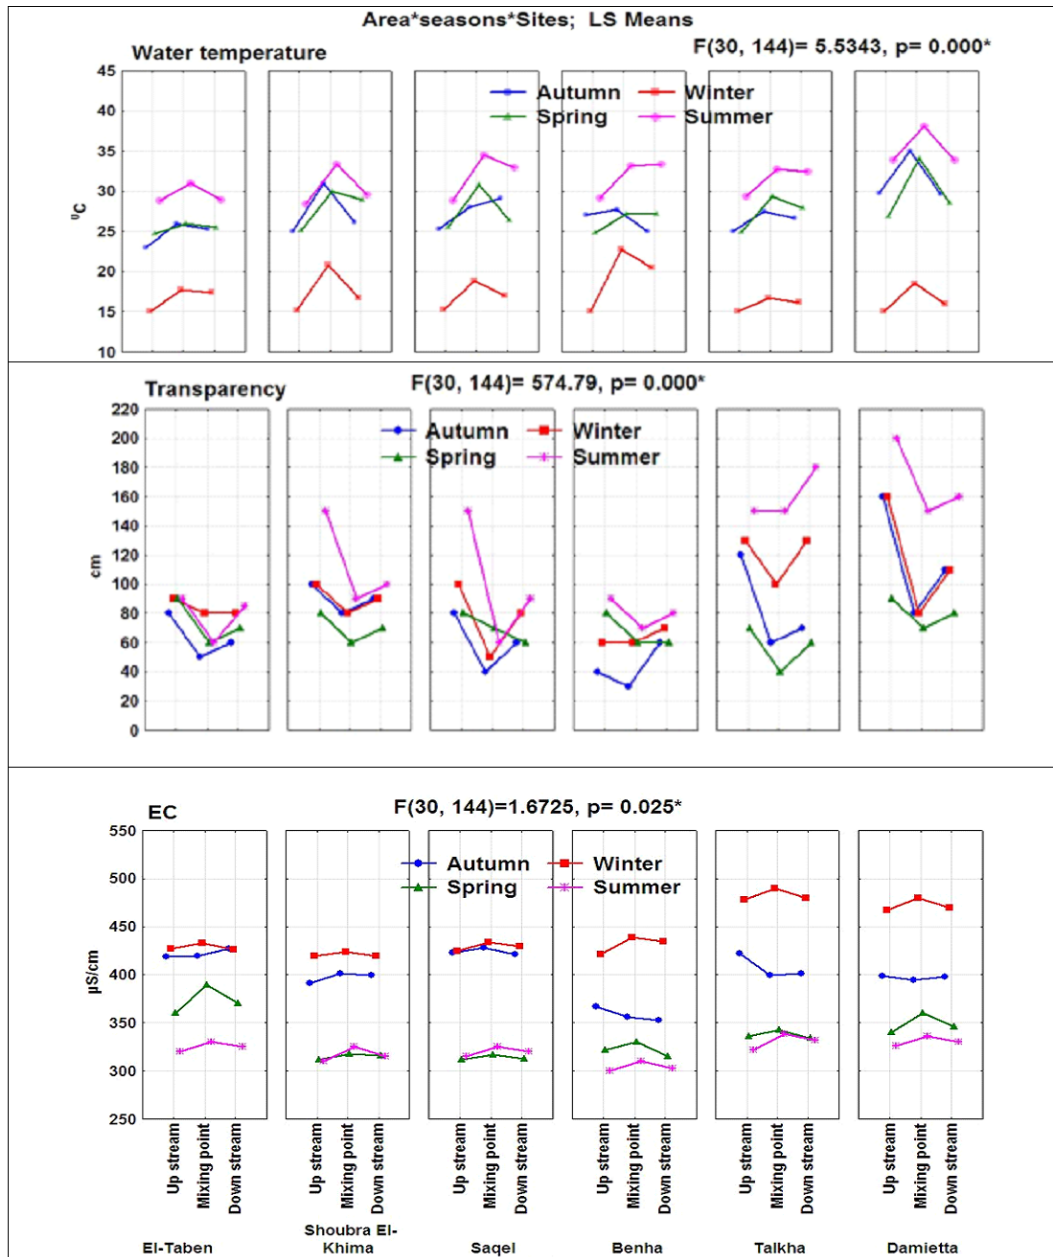 Area*seasons*Sites; LS Means
Water temperature
F(30, 144)= 5.5343, p= 0.000*
45
40
35
30
25
20
15
10
⁰C
Autumn
Winter
Spring
Summer
Transparency
F(30, 144)= 574.79, p= 0.000*
220
200
180
160
140
120
100
80
60
40
20
0
cm
Autumn
Winter
Spring
Summer
EC
F(30, 144)=1.6725, p= 0.025*
550
500
450
400
350
300
250
µS/cm
Autumn
Winter
Spring
Summer
Up stream
Mixing point
Down stream
Up stream
Mixing point
Down stream
Up stream
Mixing point
Down stream
Up stream
Mixing point
Down stream
Up stream
Mixing point
Down stream
Up stream
Mixing point
Down stream
El-Taben
Shoubra El-
Khima
Saqel
Benha
Talkha
Damietta